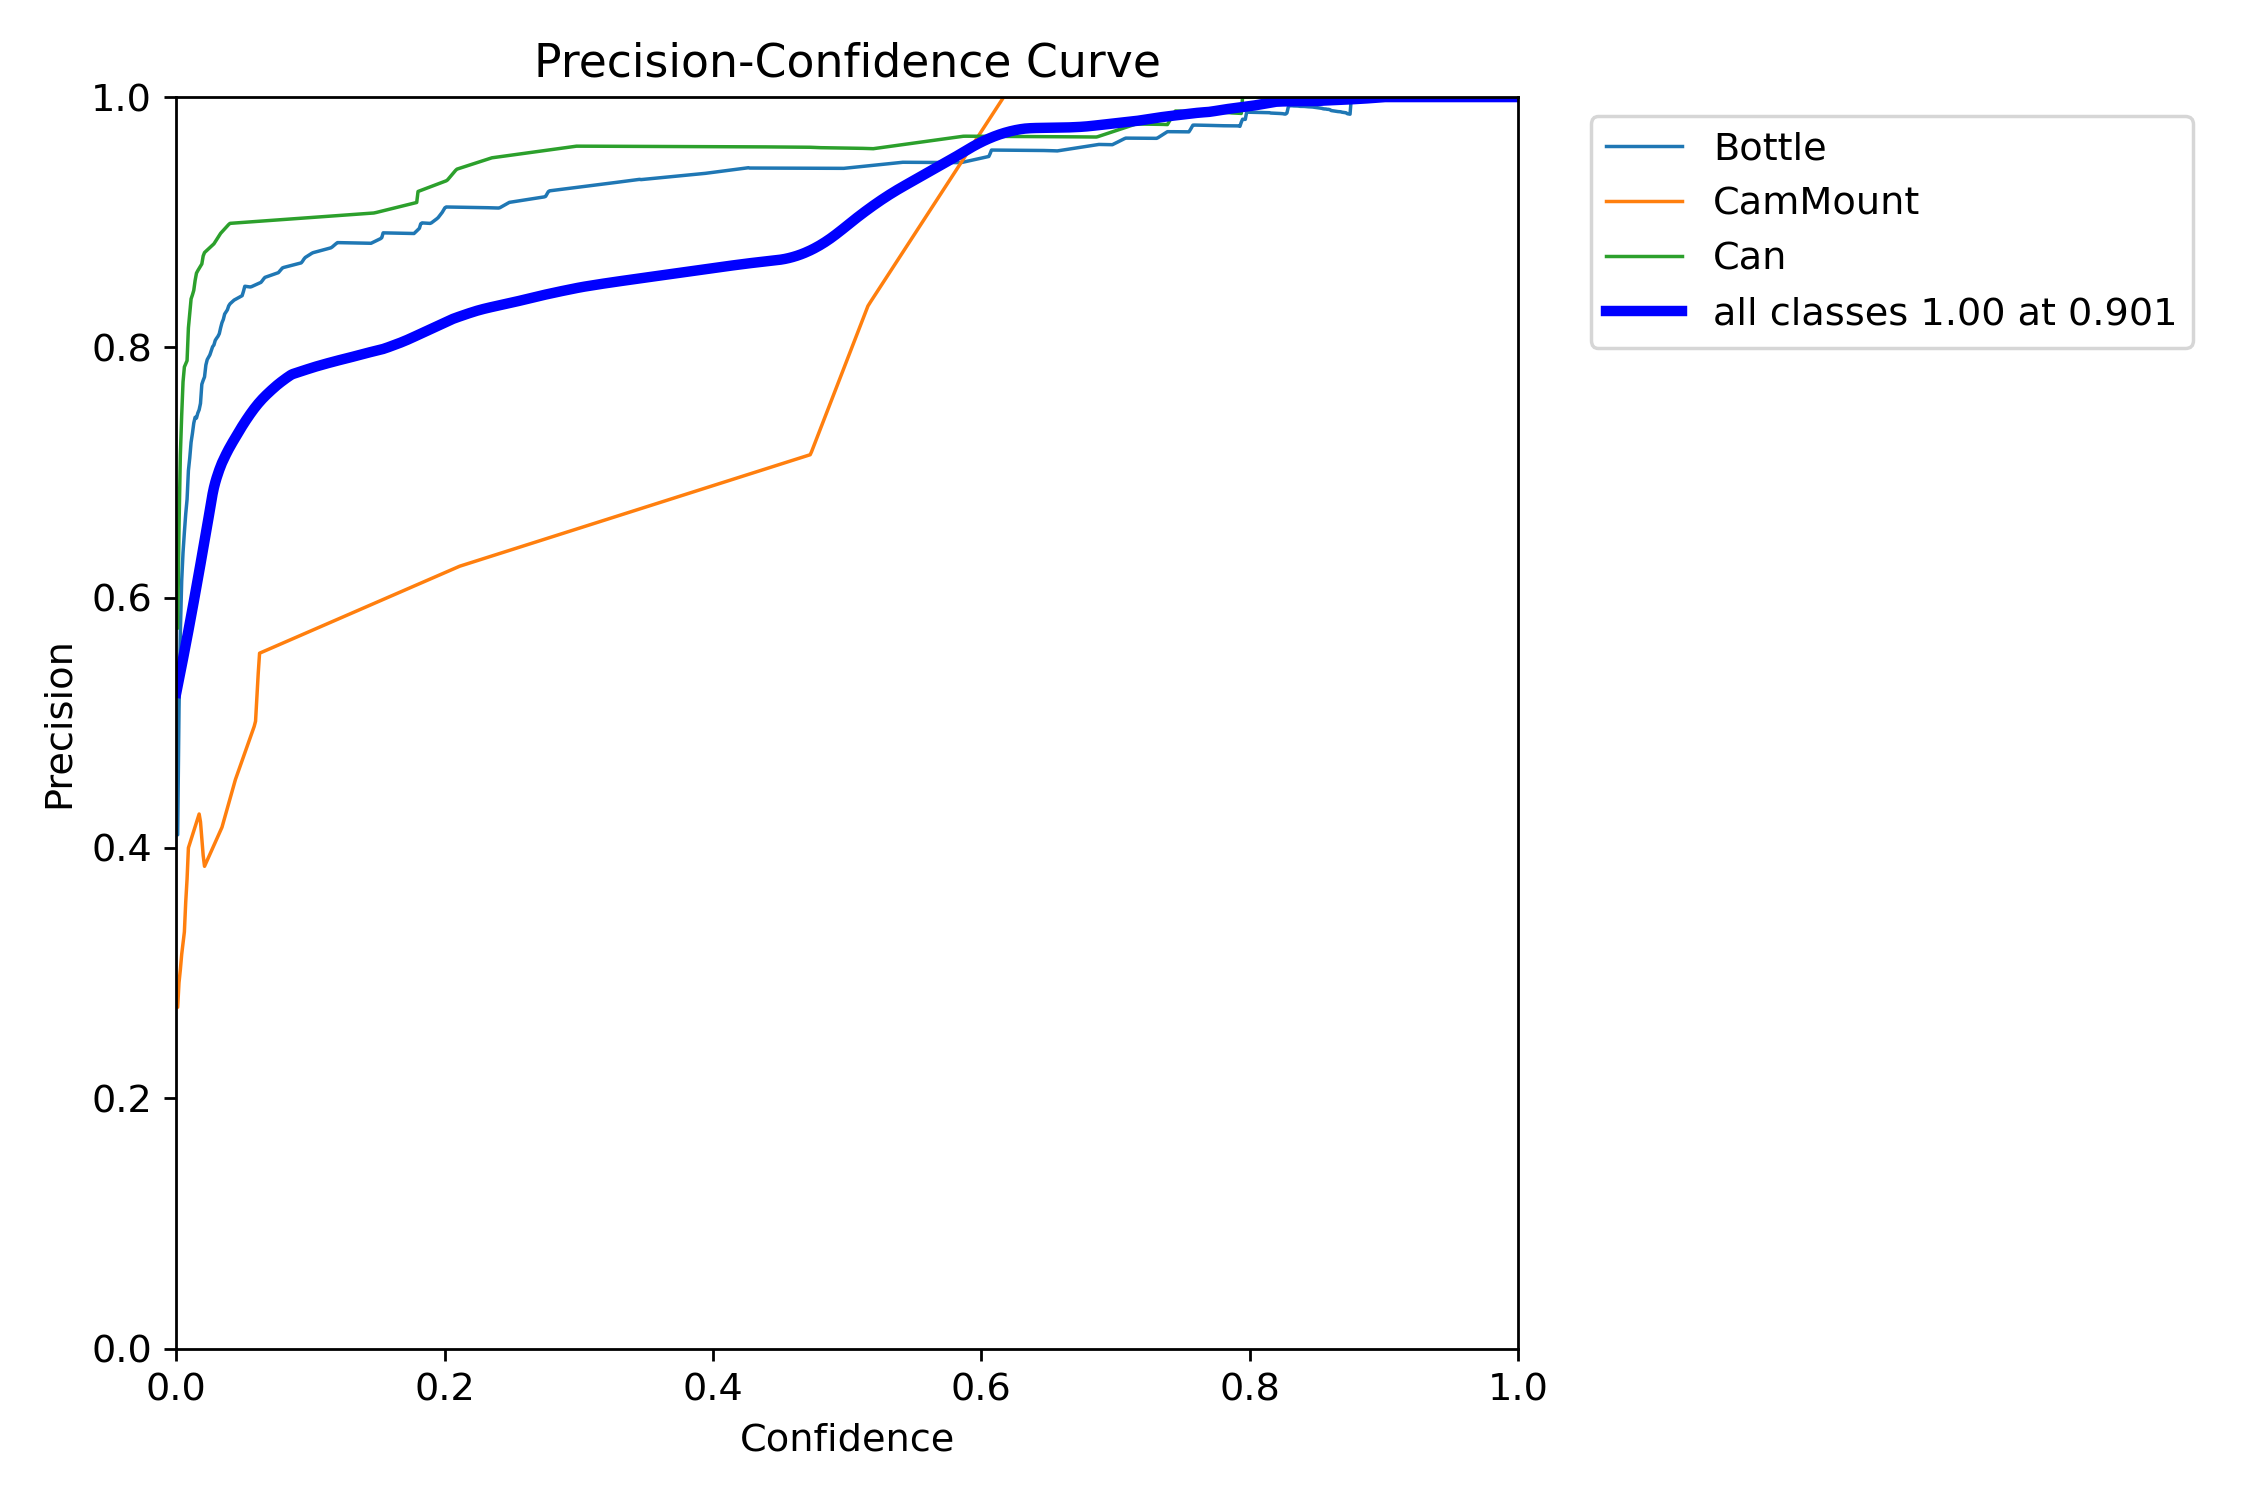 Precision-Confidence Curve
1.0
0.8
0.6
0.4
0.2
0.0
Precision
0.0 0.2 0.4 0.6 0.8 1.0
Confidence
Bottle
CamMount
Can
all classes 1.00 at 0.901